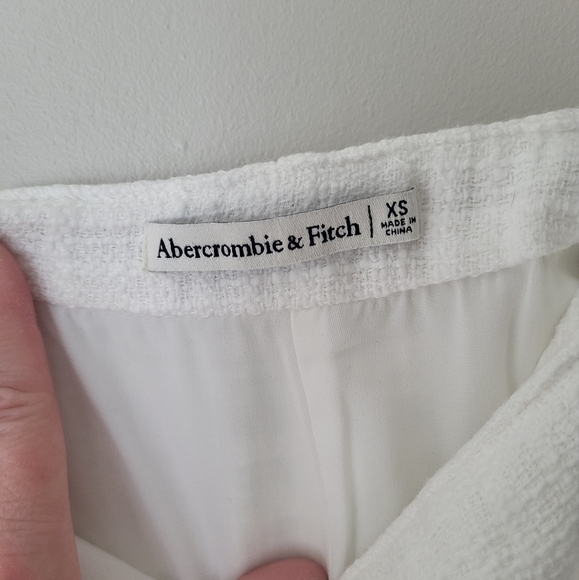 Abercrombie & Fitch | XS
MADE IN
CHINA